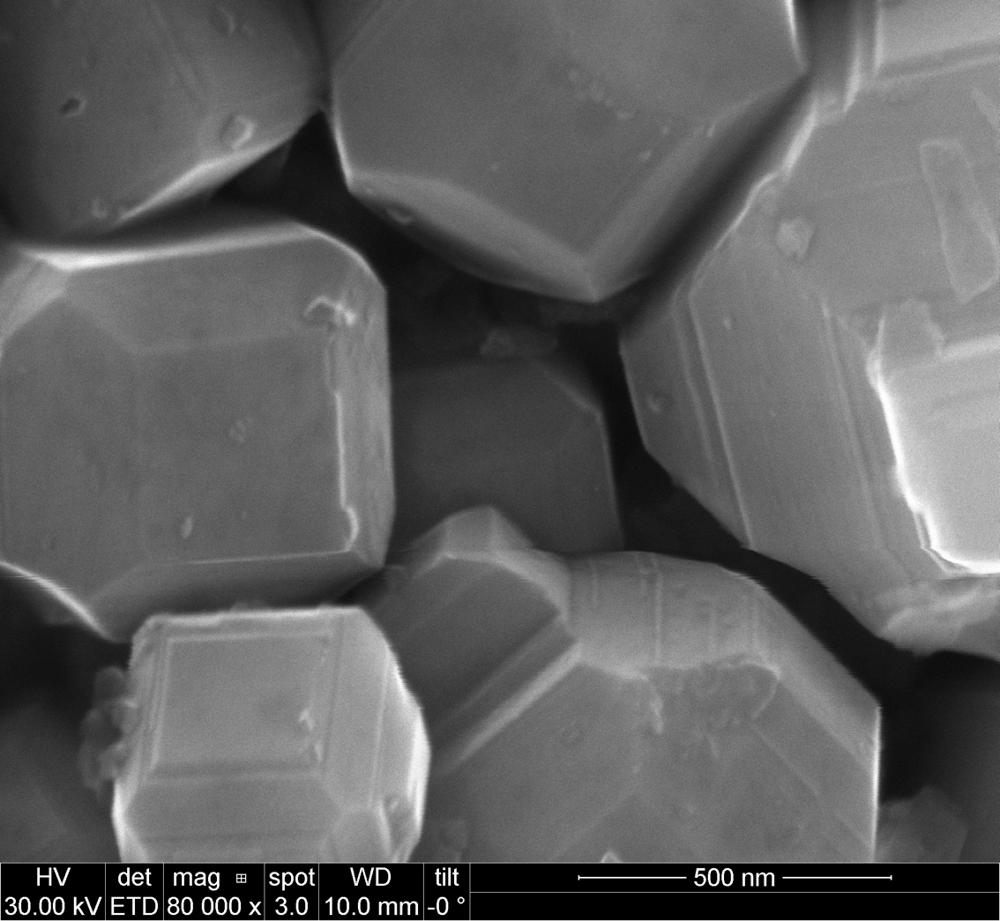 HV det mag ⊞ spot WD tilt
30.00 kV ETD 80 000 x 3.0 10.0 mm -0 °
500 nm